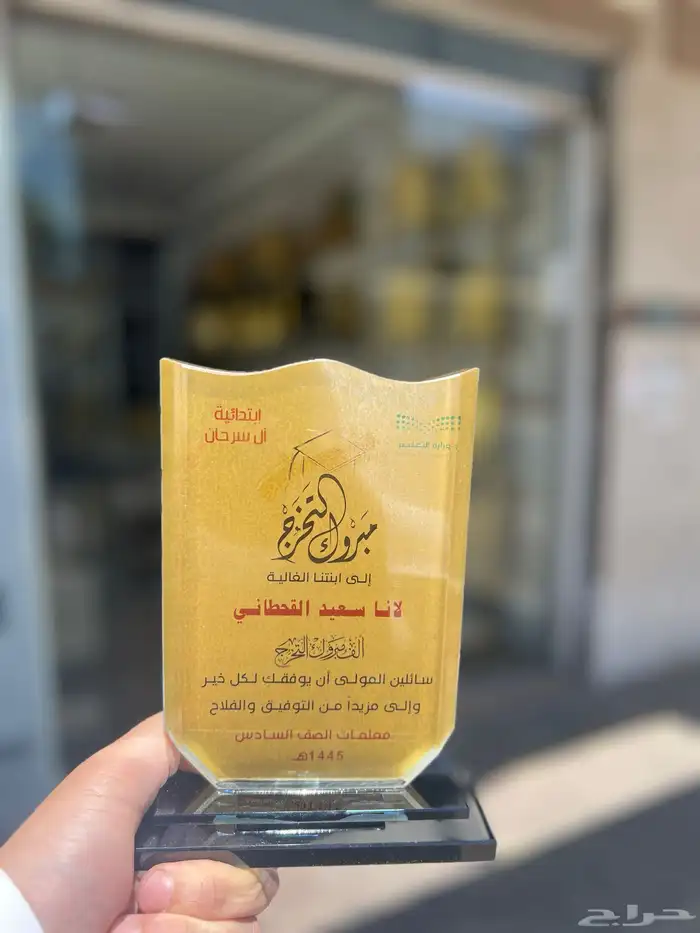 ابتدائية
آل سرحان
وزارة التعليم
مبروك التخرج
إلى ابنتنا الغالية
لانا سعيد القحطاني
ألف مبروك التخرج
سائلين المولى أن يوفقك لكل خير
وإلى مزيداً من التوفيق والفلاح
معلمات الصف السادس
1445هـ
حراج